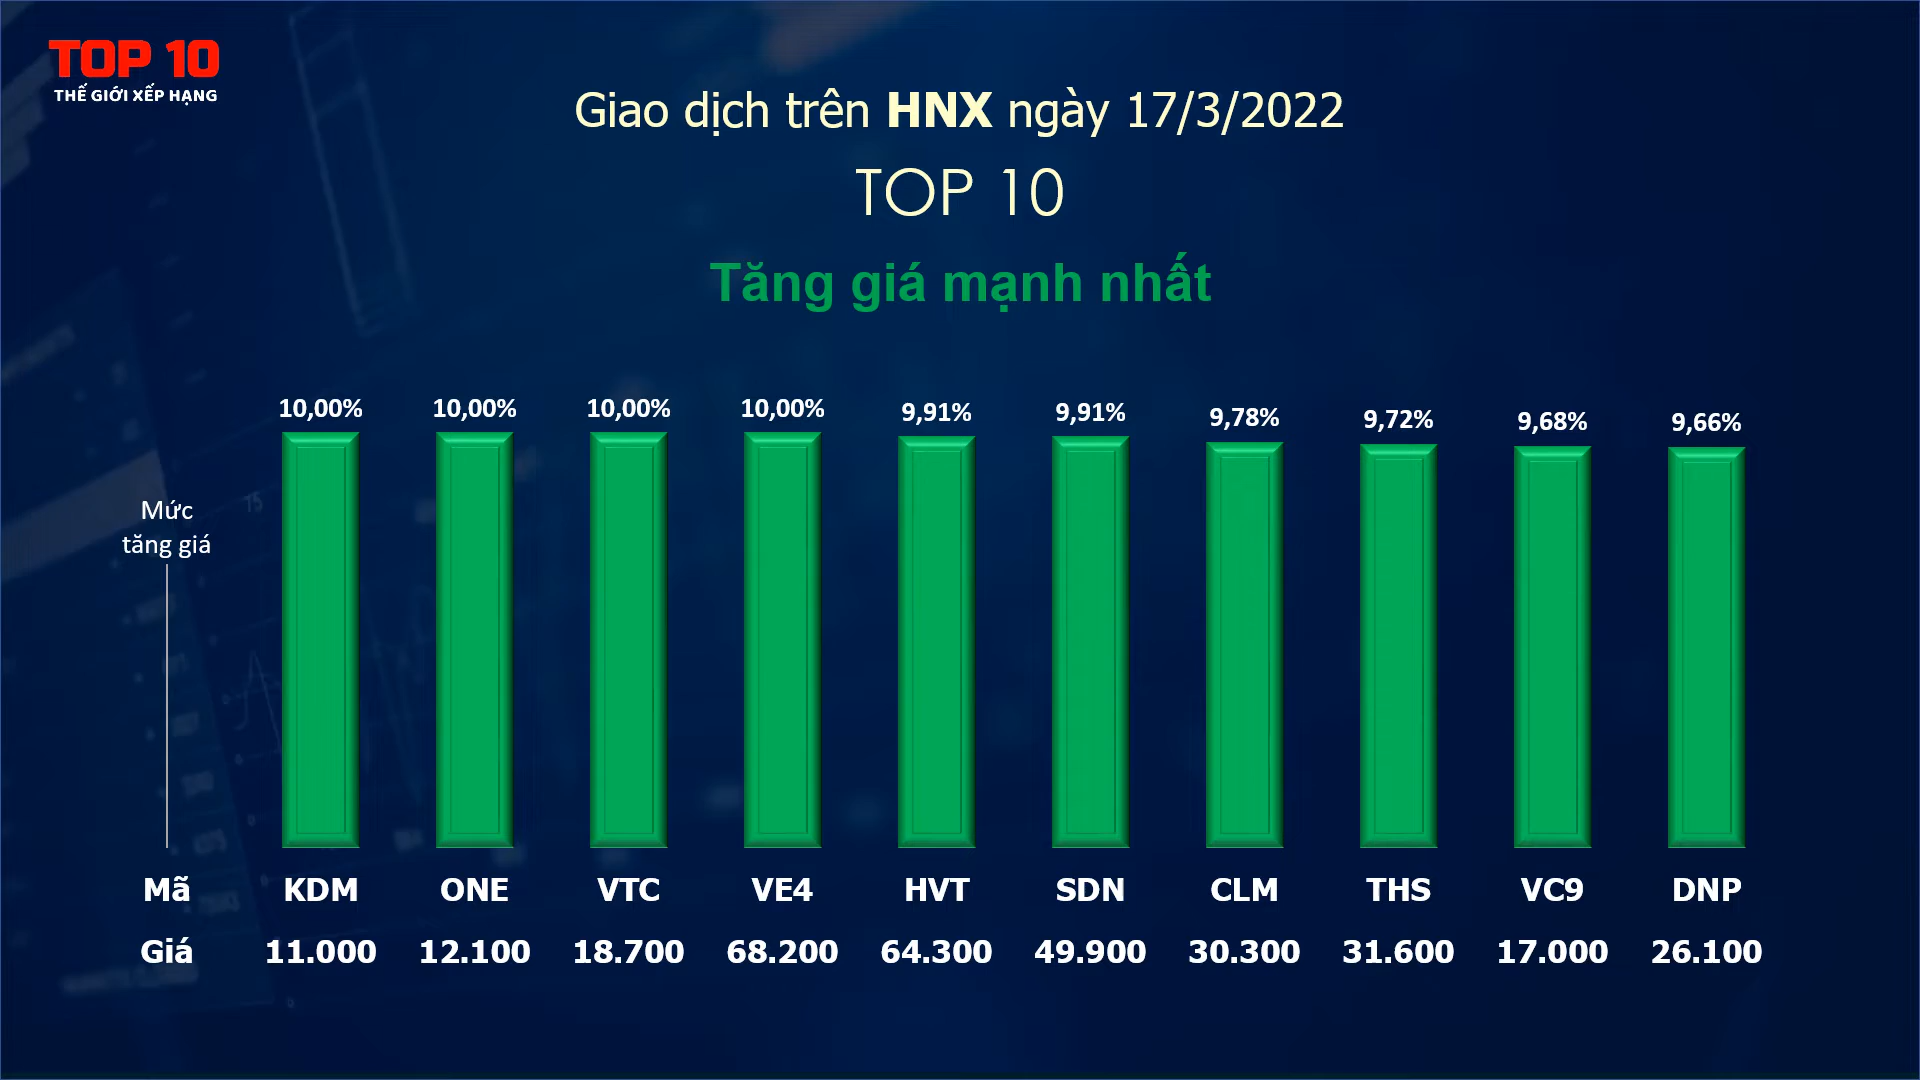 TOP 10
THẾ GIỚI XẾP HẠNG
Giao dịch trên HNX ngày 17/3/2022
TOP 10
Tăng giá mạnh nhất
10,00% 10,00% 10,00% 10,00% 9,91% 9,91% 9,78% 9,72% 9,68% 9,66%
Mức
tăng giá
Mã KDM ONE VTC VE4 HVT SDN CLM THS VC9 DNP
Giá 11.000 12.100 18.700 68.200 64.300 49.900 30.300 31.600 17.000 26.100